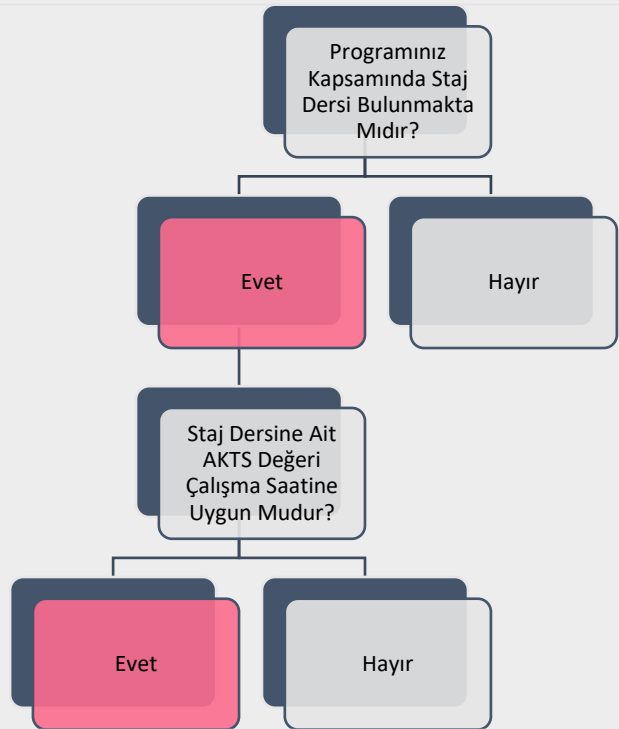 Programınız
Kapsamında Staj
Dersi Bulunmakta
Mıdır?
Evet
Hayır
Staj Dersine Ait
AKTS Değeri
Çalışma Saatine
Uygun Mudur?
Evet
Hayır